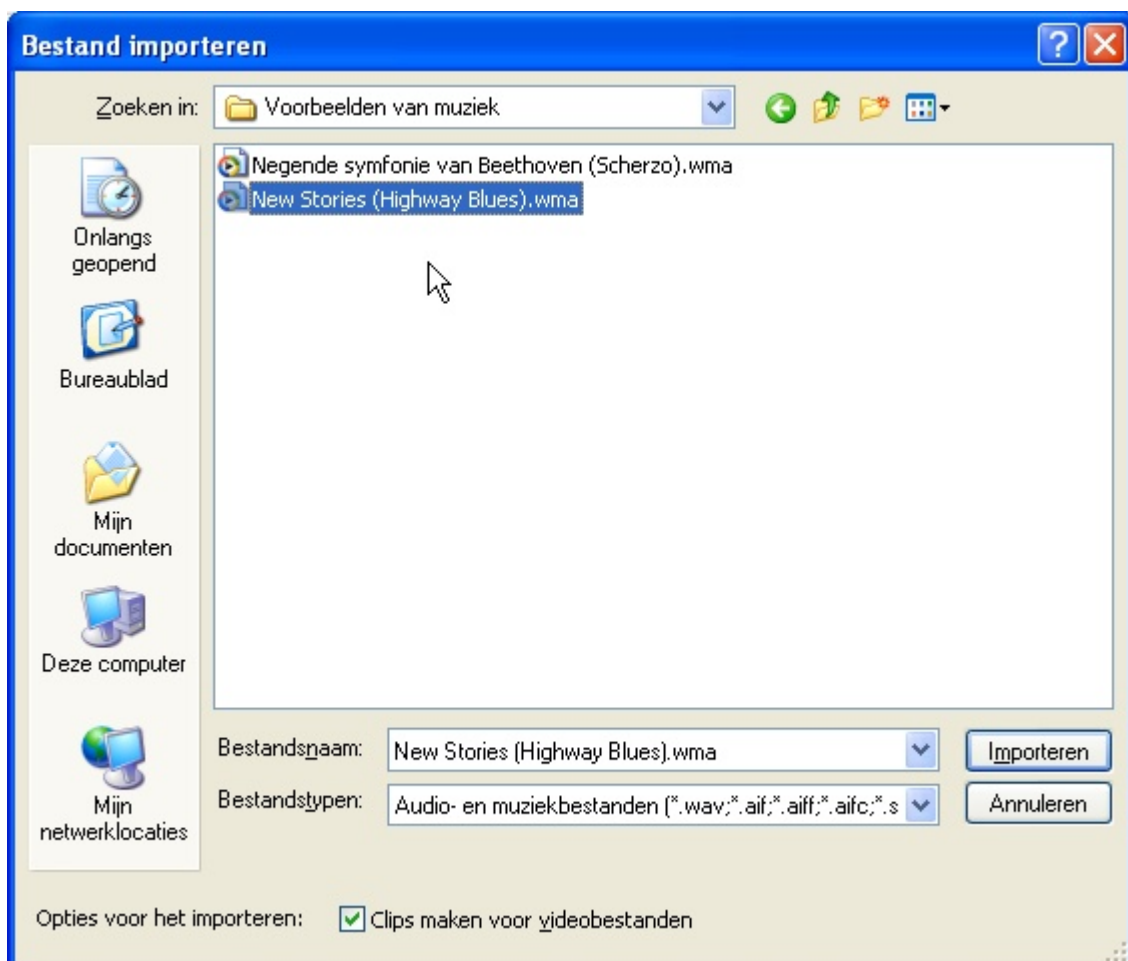 Bestand importeren
Zoeken in: Voorbeelden van muziek
Negende symfonie van Beethoven (Scherzo).wma
New Stories (Highway Blues).wma
Onlangs
geopend
Bureaublad
Mijn
documenten
Deze computer
Mijn
netwerklocaties
Bestandsnaam: New Stories (Highway Blues).wma Importeren
Bestandstypen: Audio- en muziekbestanden (*.wav;*.aif;*.aiff;*.aifc;*.s Annuleren
Opties voor het importeren: Clips maken voor videobestanden